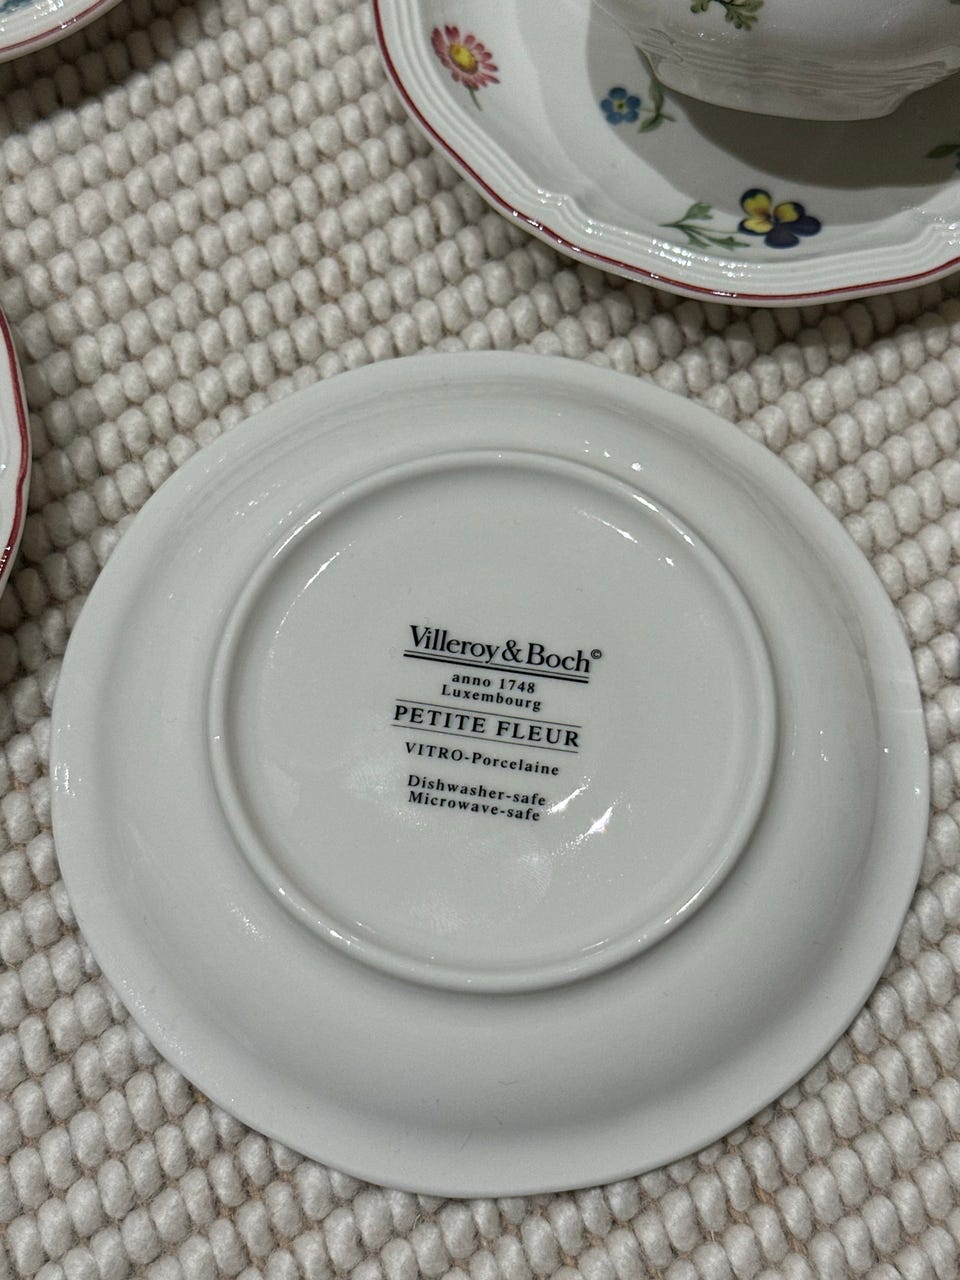 Villeroy & Boch©
anno 1748
Luxembourg
PETITE FLEUR
VITRO-Porcelaine
Dishwasher-safe
Microwave-safe